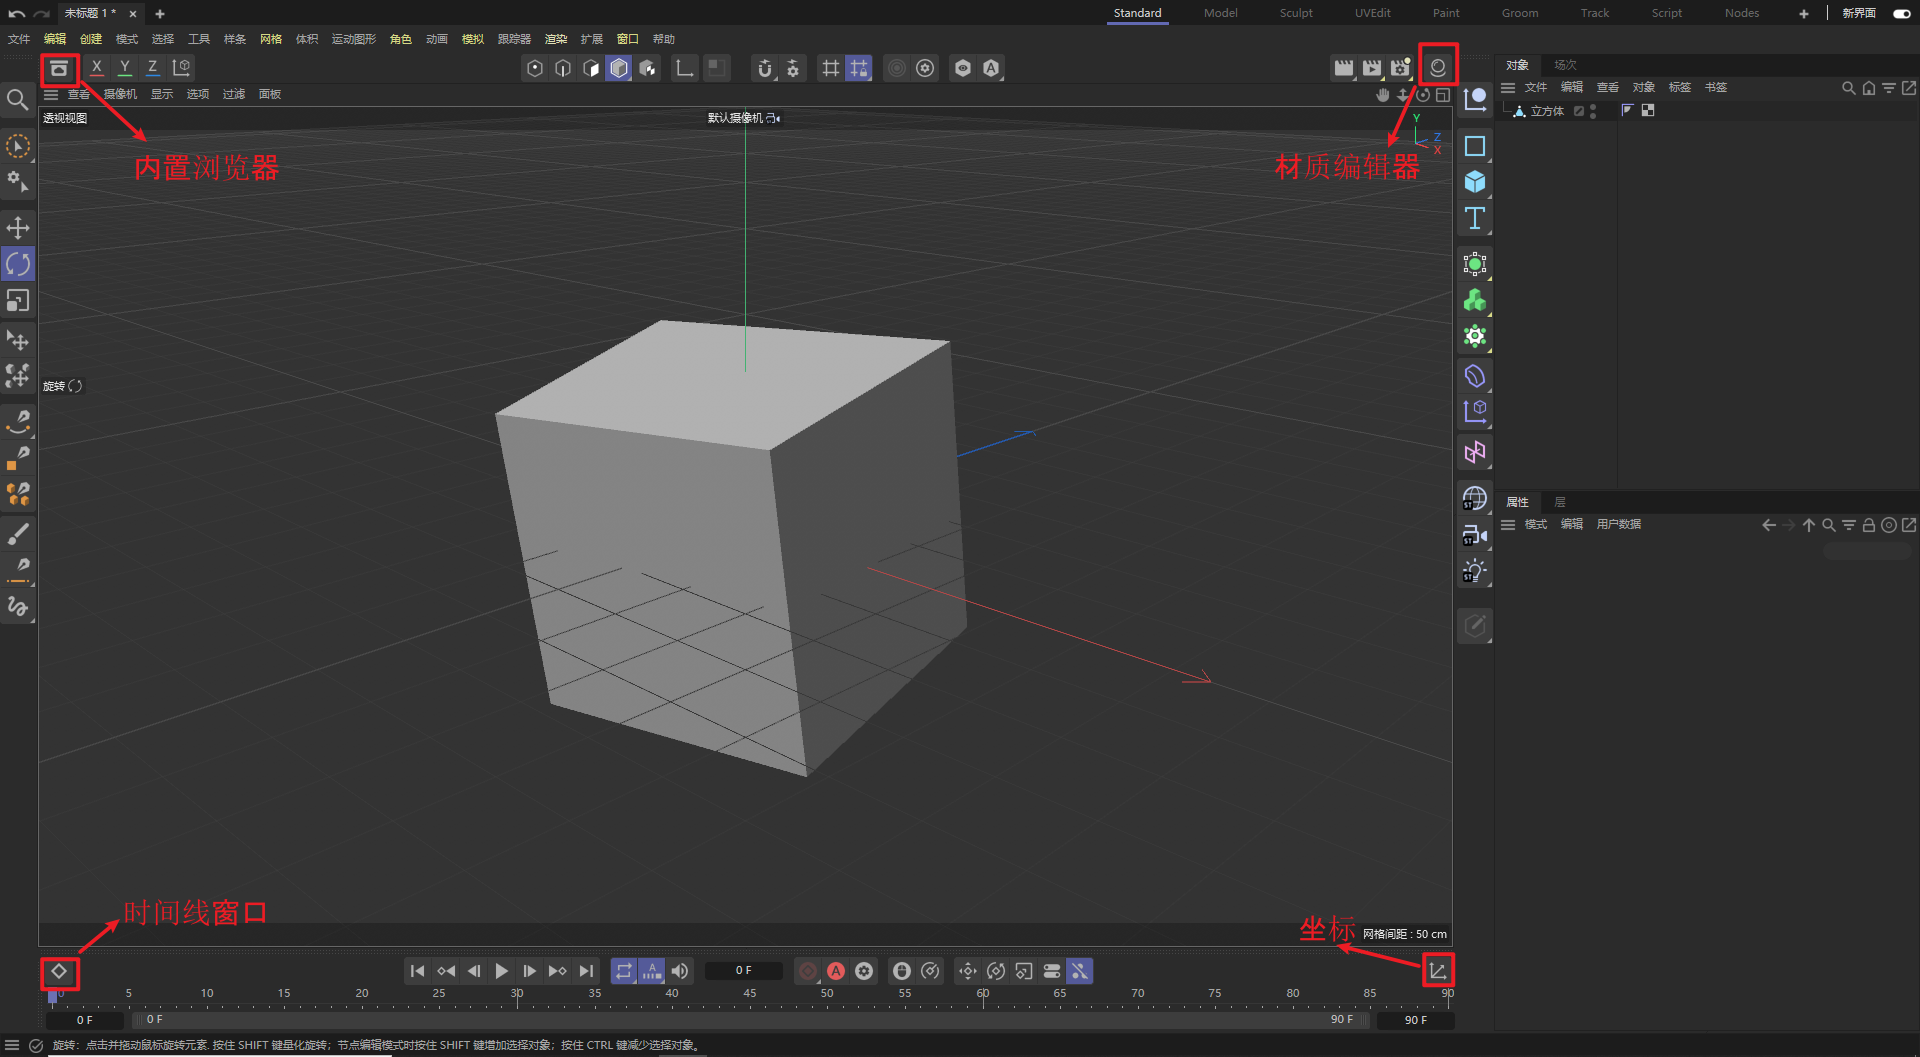 未标题 1 *
Standard Model Sculpt UVEdit Paint Groom Track Script Nodes 新界面
文件 编辑 创建 模式 选择 工具 样条 网格 体积 运动图形 角色 动画 模拟 跟踪器 渲染 扩展 窗口 帮助
X Y Z
对象 场次
查看 摄像机 显示 选项 过滤 面板
文件 编辑 查看 对象 标签 书签
透视视图
默认摄像机
立方体
Y
Z
X
内置浏览器
材质编辑器
旋转
属性 层
模式 编辑 用户数据
ST
ST
ST
时间线窗口
坐标
网格间距 : 50 cm
0 F
0 5 10 15 20 25 30 35 40 45 50 55 60 65 70 75 80 85 90
0 F 0 F 90 F 90 F
旋转：点击并拖动鼠标旋转元素. 按住 SHIFT 键量化旋转；节点编辑模式时按住 SHIFT 键增加选择对象；按住 CTRL 键减少选择对象。